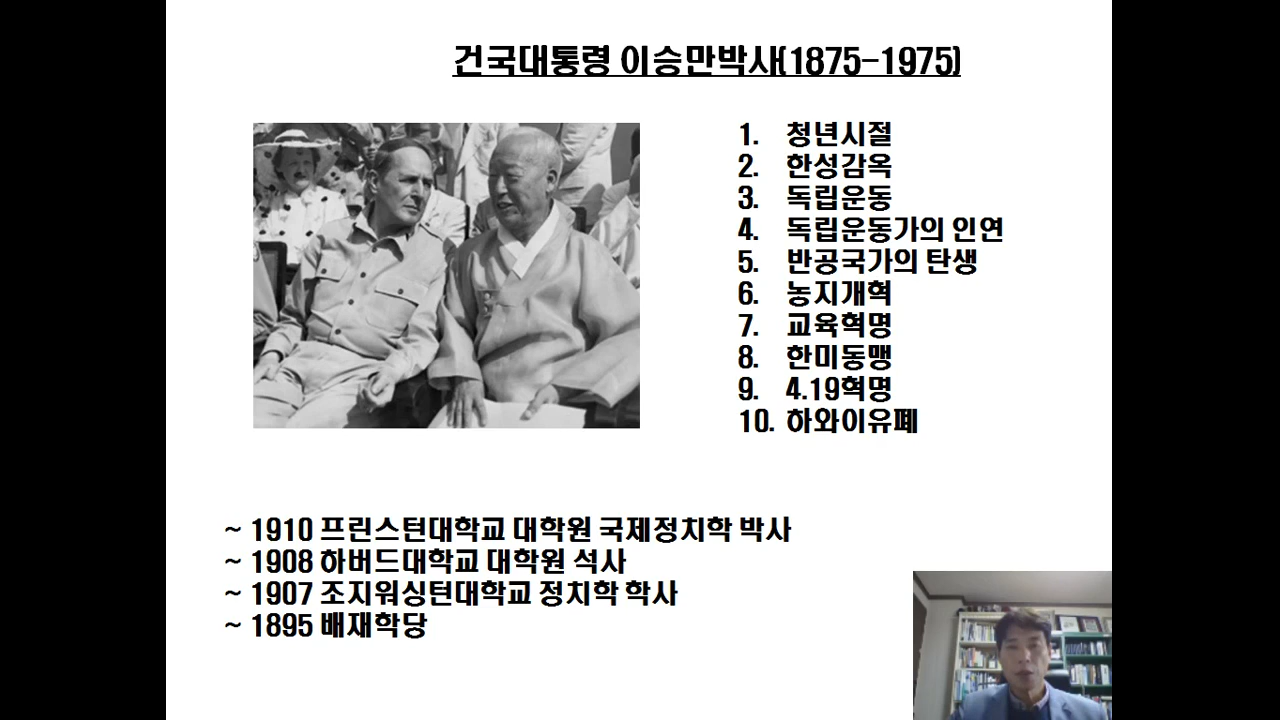 건국대통령 이승만박사(1875-1975)
1. 청년시절
2. 한성감옥
3. 독립운동
4. 독립운동가의 인연
5. 반공국가의 탄생
6. 농지개혁
7. 교육혁명
8. 한미동맹
9. 4.19혁명
10. 하와이유폐
~ 1910 프린스턴대학교 대학원 국제정치학 박사
~ 1908 하버드대학교 대학원 석사
~ 1907 조지워싱턴대학교 정치학 학사
~ 1895 배재학당